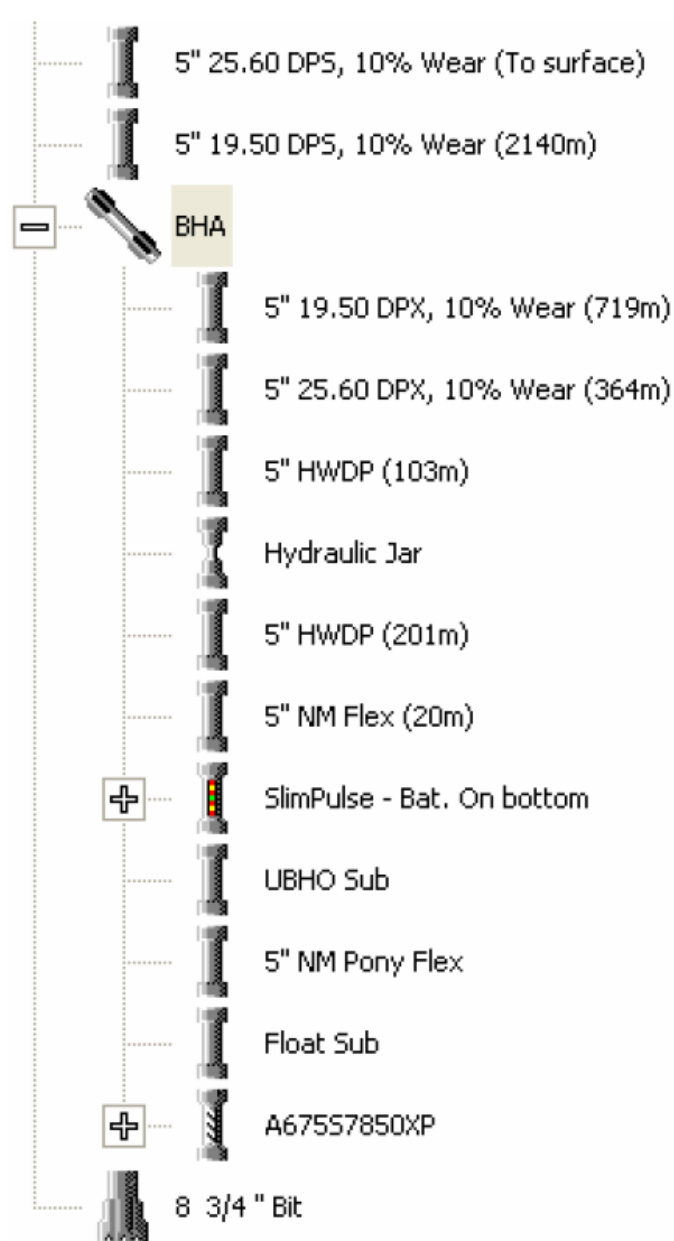 5" 25.60 DPS, 10% Wear (To surface)
5" 19.50 DPS, 10% Wear (2140m)
BHA
5" 19.50 DPX, 10% Wear (719m)
5" 25.60 DPX, 10% Wear (364m)
5" HWDP (103m)
Hydraulic Jar
5" HWDP (201m)
5" NM Flex (20m)
SlimPulse - Bat. On bottom
UBHO Sub
5" NM Pony Flex
Float Sub
A675S7850XP
8 3/4 " Bit